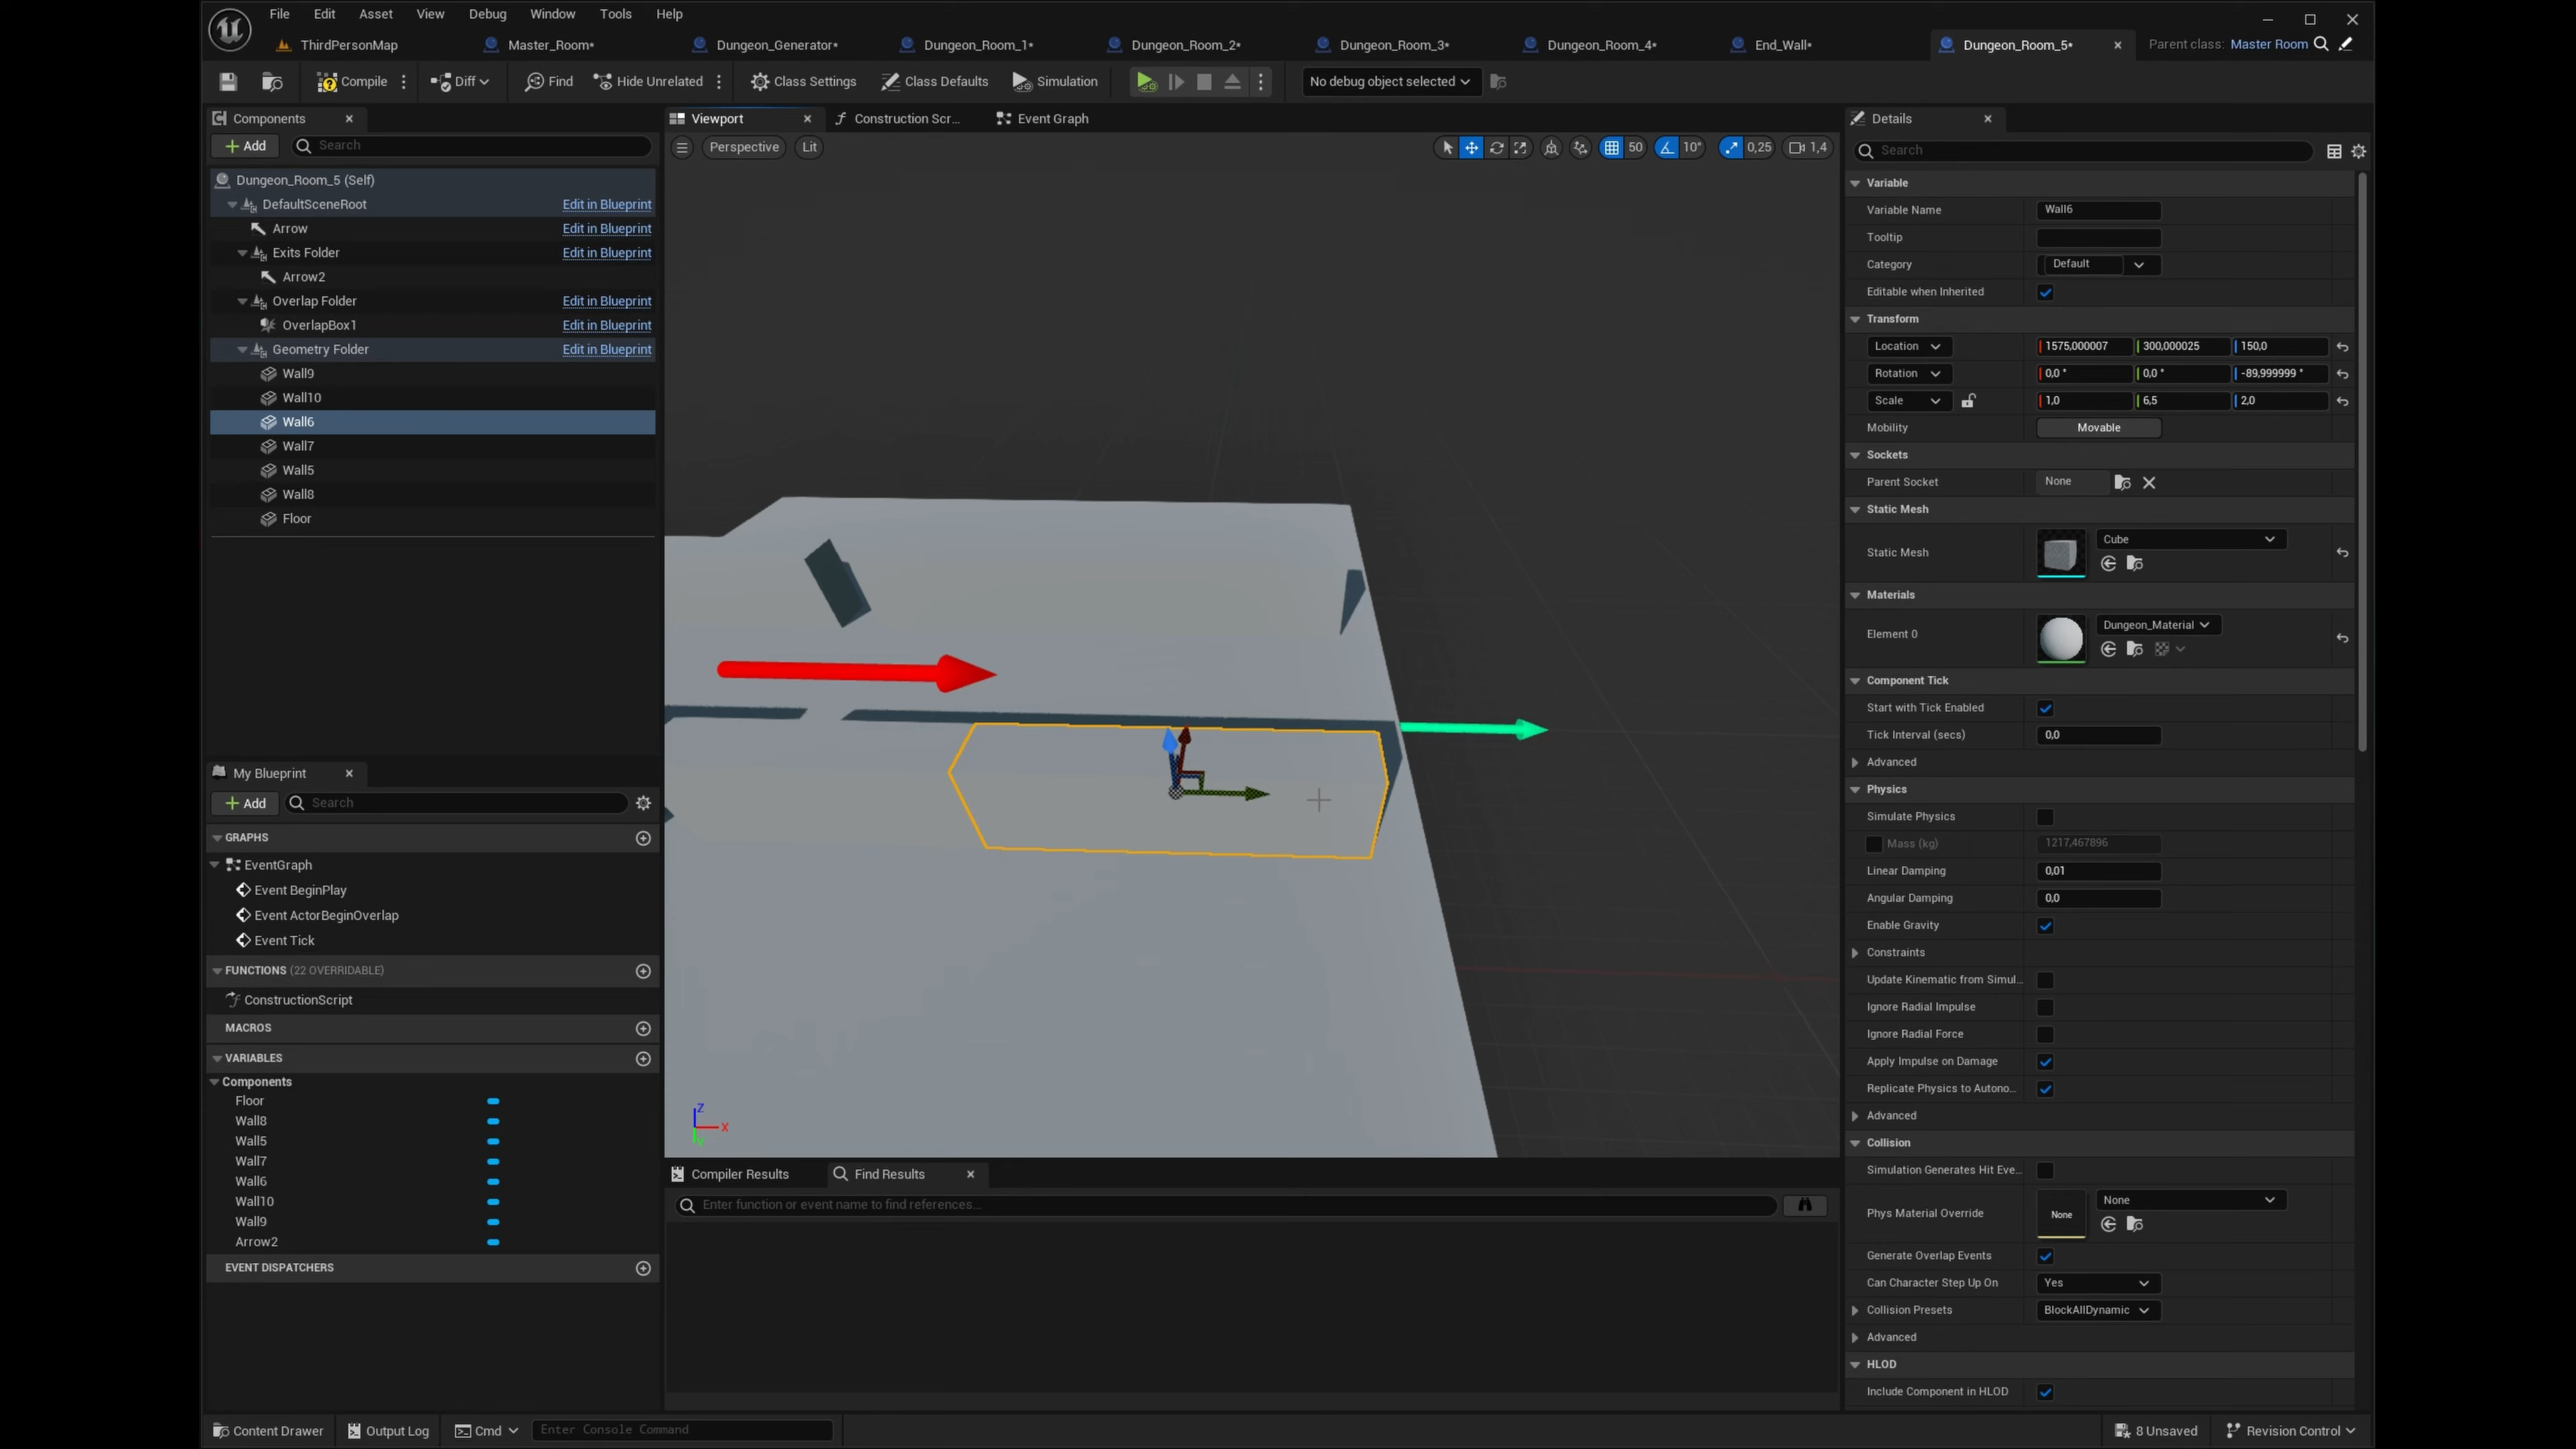 File Edit Asset View Debug Window Tools Help
ThirdPersonMap Master_Room* Dungeon_Generator* Dungeon_Room_1* Dungeon_Room_2* Dungeon_Room_3* Dungeon_Room_4* End_Wall* Dungeon_Room_5* Parent class: Master Room
Compile Diff Find Hide Unrelated Class Settings Class Defaults Simulation No debug object selected
Components
Add Search
Dungeon_Room_5 (Self)
DefaultSceneRoot Edit in Blueprint
Arrow Edit in Blueprint
Exits Folder Edit in Blueprint
Arrow2
Overlap Folder Edit in Blueprint
OverlapBox1 Edit in Blueprint
Geometry Folder Edit in Blueprint
Wall9
Wall10
Wall6
Wall7
Wall5
Wall8
Floor
My Blueprint
Add Search
GRAPHS
EventGraph
Event BeginPlay
Event ActorBeginOverlap
Event Tick
FUNCTIONS (22 OVERRIDABLE)
ConstructionScript
MACROS
VARIABLES
Components
Floor
Wall8
Wall5
Wall7
Wall6
Wall10
Wall9
Arrow2
EVENT DISPATCHERS
Viewport Construction Scr... Event Graph
Perspective Lit 50 10° 0,25 1,4
Z
X
Y
Compiler Results Find Results
Enter function or event name to find references...
Details
Search
Variable
Variable Name Wall6
Tooltip
Category Default
Editable when Inherited
Transform
Location 1575,000007 300,000025 150,0
Rotation 0,0 ° 0,0 ° -89,999999 °
Scale 1,0 6,5 2,0
Mobility Movable
Sockets
Parent Socket None
Static Mesh
Static Mesh Cube
Materials
Element 0 Dungeon_Material
Component Tick
Start with Tick Enabled
Tick Interval (secs) 0,0
Advanced
Physics
Simulate Physics
Mass (kg) 1217,467896
Linear Damping 0,01
Angular Damping 0,0
Enable Gravity
Constraints
Update Kinematic from Simul...
Ignore Radial Impulse
Ignore Radial Force
Apply Impulse on Damage
Replicate Physics to Autono...
Advanced
Collision
Simulation Generates Hit Eve...
Phys Material Override None None
Generate Overlap Events
Can Character Step Up On Yes
Collision Presets BlockAllDynamic
Advanced
HLOD
Include Component in HLOD
Content Drawer Output Log Cmd Enter Console Command 8 Unsaved Revision Control